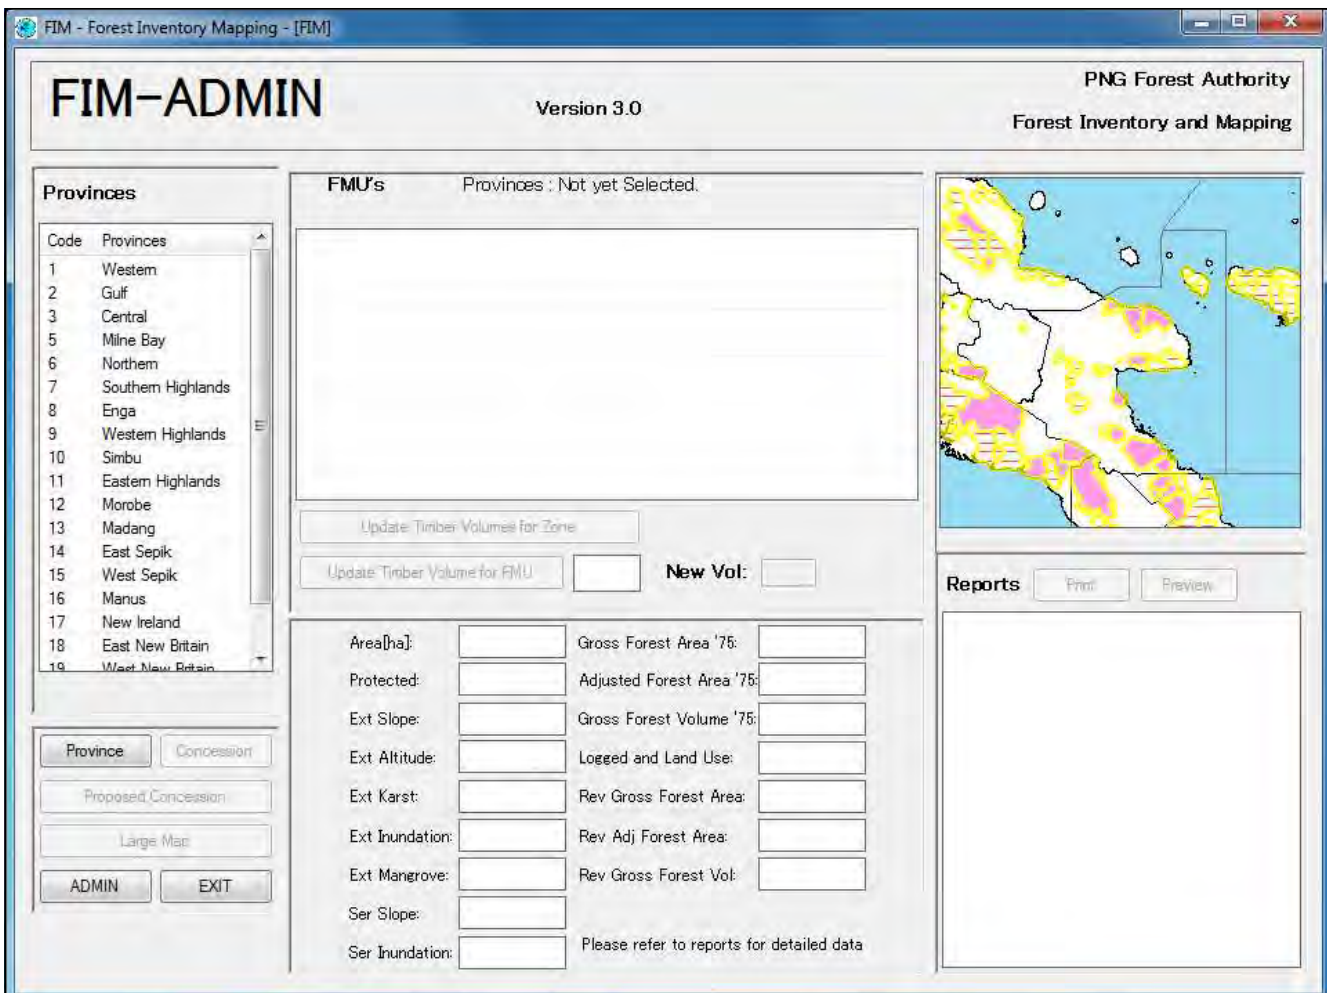 FIM - Forest Inventory Mapping - [FIM]
FIM-ADMIN
Version 3.0
PNG Forest Authority
Forest Inventory and Mapping
Provinces
Code Provinces
1 Western
2 Gulf
3 Central
5 Milne Bay
6 Northern
7 Southern Highlands
8 Enga
9 Western Highlands
10 Simbu
11 Eastern Highlands
12 Morobe
13 Madang
14 East Sepik
15 West Sepik
16 Manus
17 New Ireland
18 East New Britain
19 West New Britain
Province Concession
Proposed Concession
Large Map
ADMIN EXIT
FMU's Provinces : Not yet Selected.
Update Timber Volumes for Zone
Update Timber Volume for FMU New Vol:
Area[ha]: Gross Forest Area '75:
Protected: Adjusted Forest Area '75:
Ext Slope: Gross Forest Volume '75:
Ext Altitude: Logged and Land Use:
Ext Karst: Rev Gross Forest Area:
Ext Inundation: Rev Adj Forest Area:
Ext Mangrove: Rev Gross Forest Vol:
Ser Slope:
Ser Inundation: Please refer to reports for detailed data
Reports Print Preview